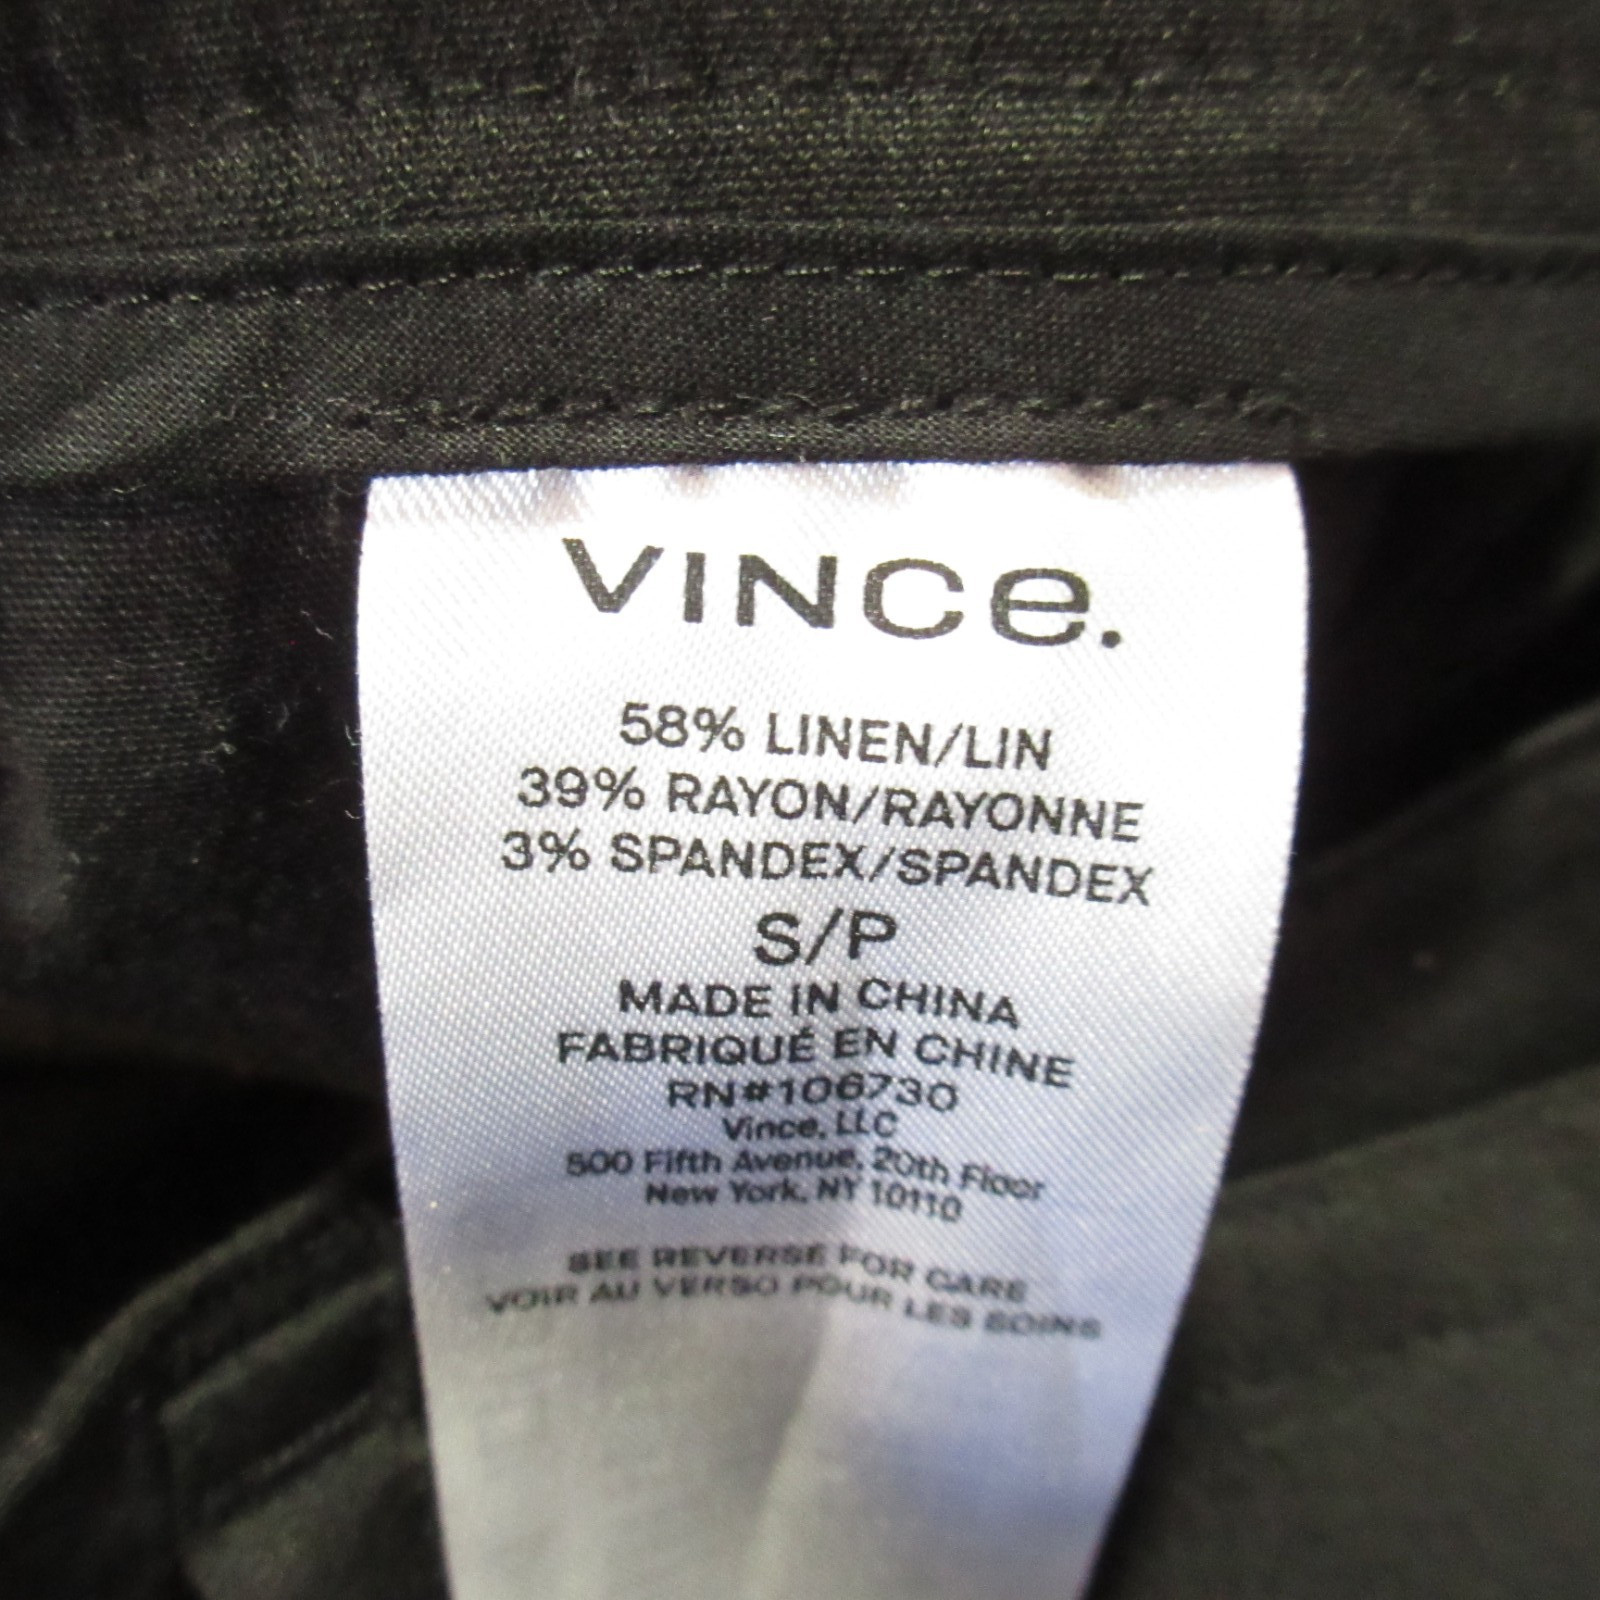 VINCe.
58% LINEN/LIN
39% RAYON/RAYONNE
3% SPANDEX/SPANDEX
S/P
MADE IN CHINA
FABRIQUÉ EN CHINE
RN#106730
Vince, LLC
500 Fifth Avenue, 20th Floor
New York, NY 10110
SEE REVERSE FOR CARE
VOIR AU VERSO POUR LES SOINS